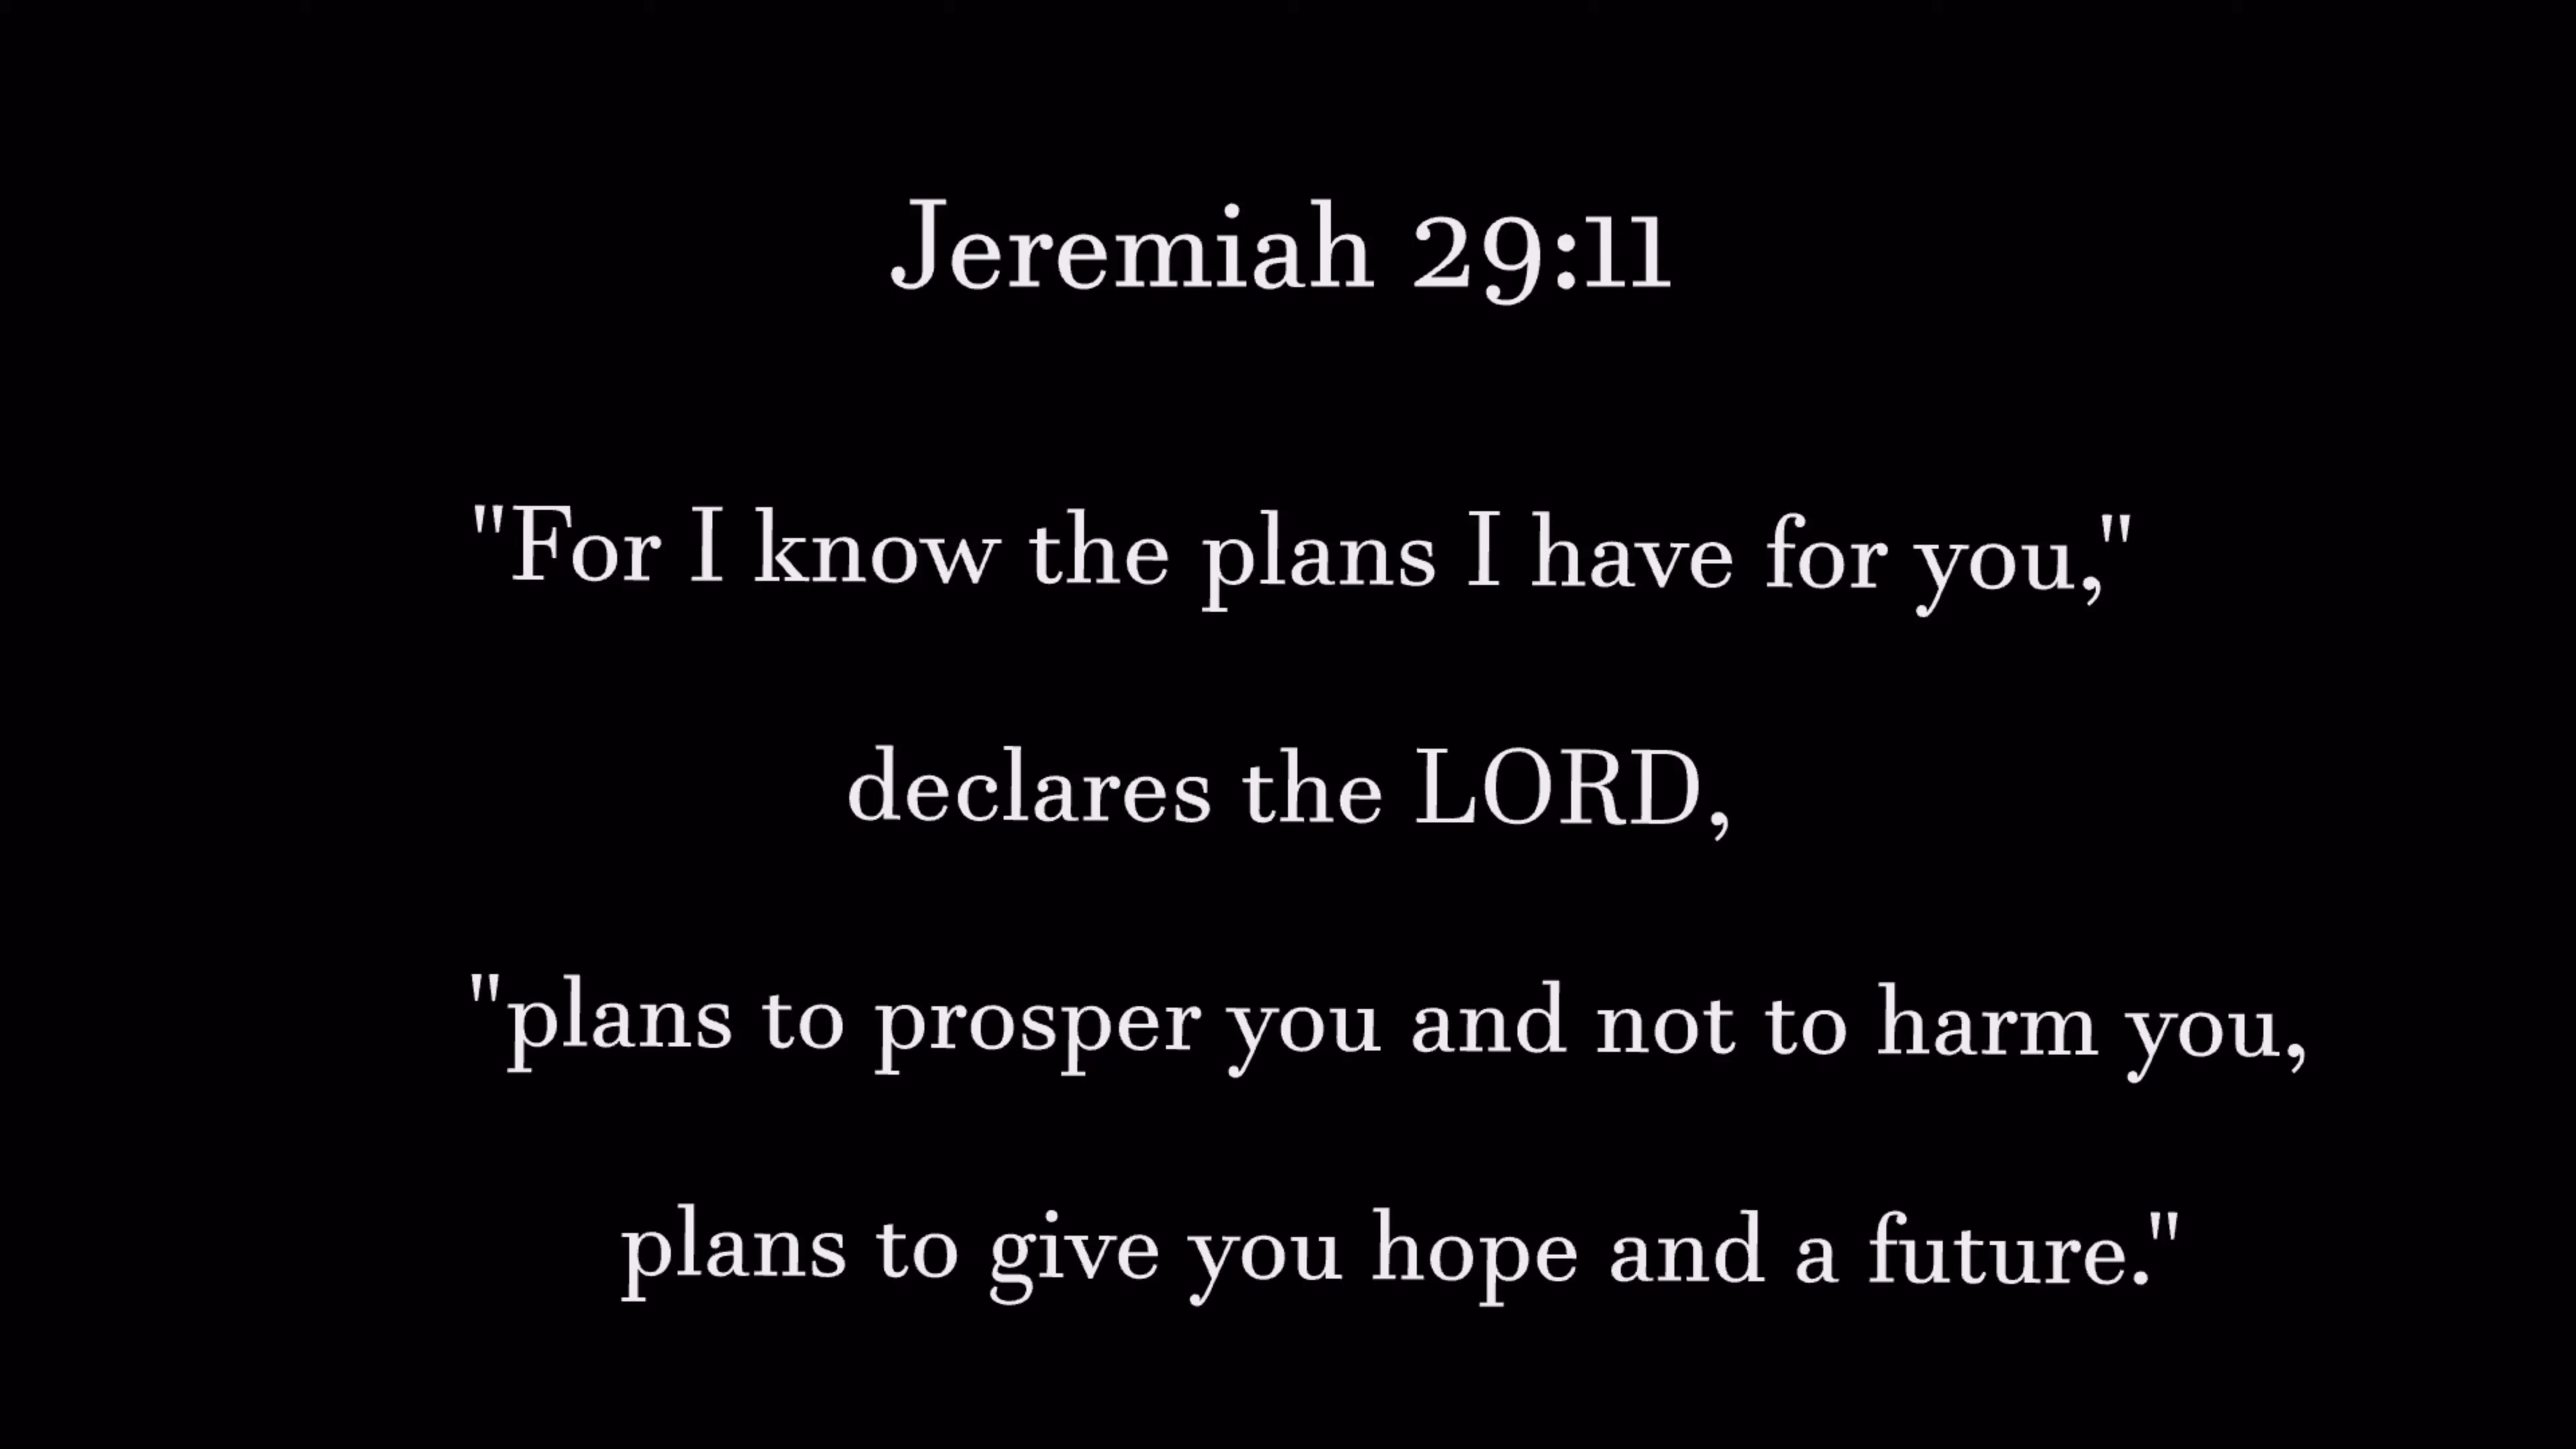 Jeremiah 29:11
"For I know the plans I have for you,"
declares the LORD,
"plans to prosper you and not to harm you,
plans to give you hope and a future."